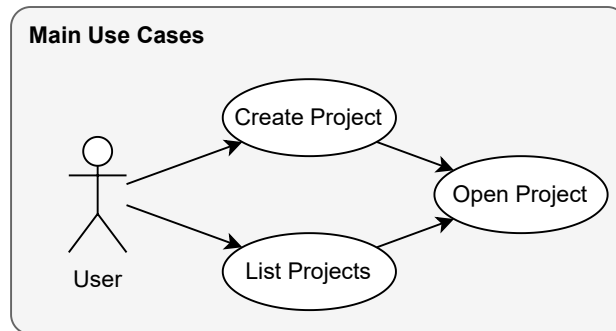 Main Use Cases
Create Project
Open Project
User
List Projects